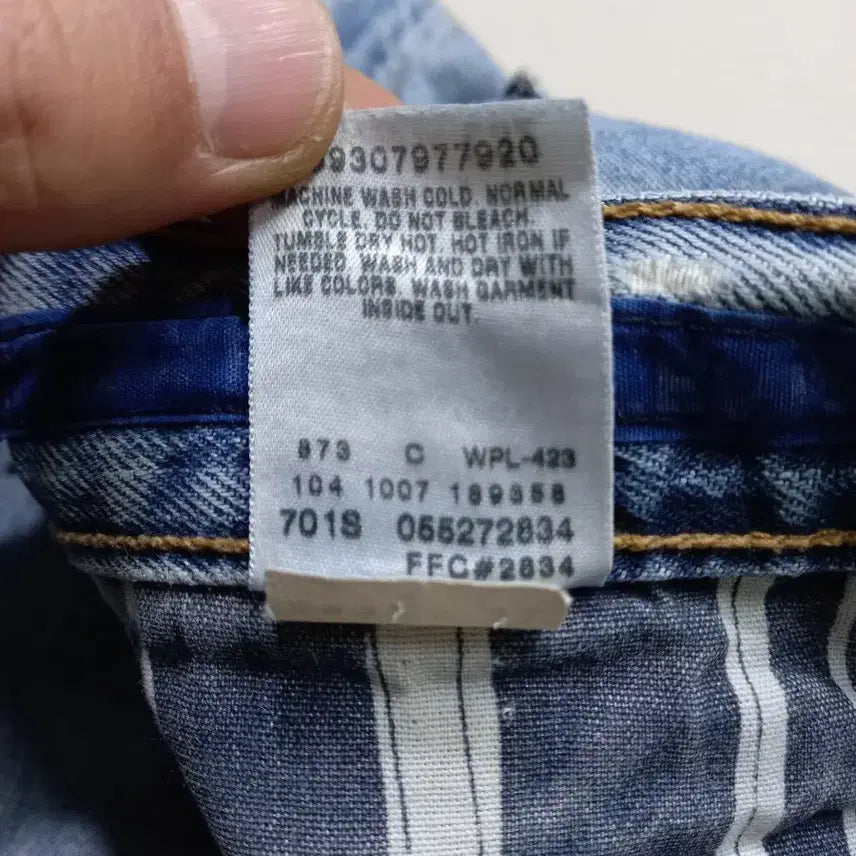 9307977920
MACHINE WASH COLD. NORMAL
CYCLE. DO NOT BLEACH.
TUMBLE DRY HOT. HOT IRON IF
NEEDED. WASH AND DRY WITH
LIKE COLORS. WASH GARMENT
INSIDE OUT.
873 C WPL-423
104 1007 189358
701S 055272834
FFC#2834